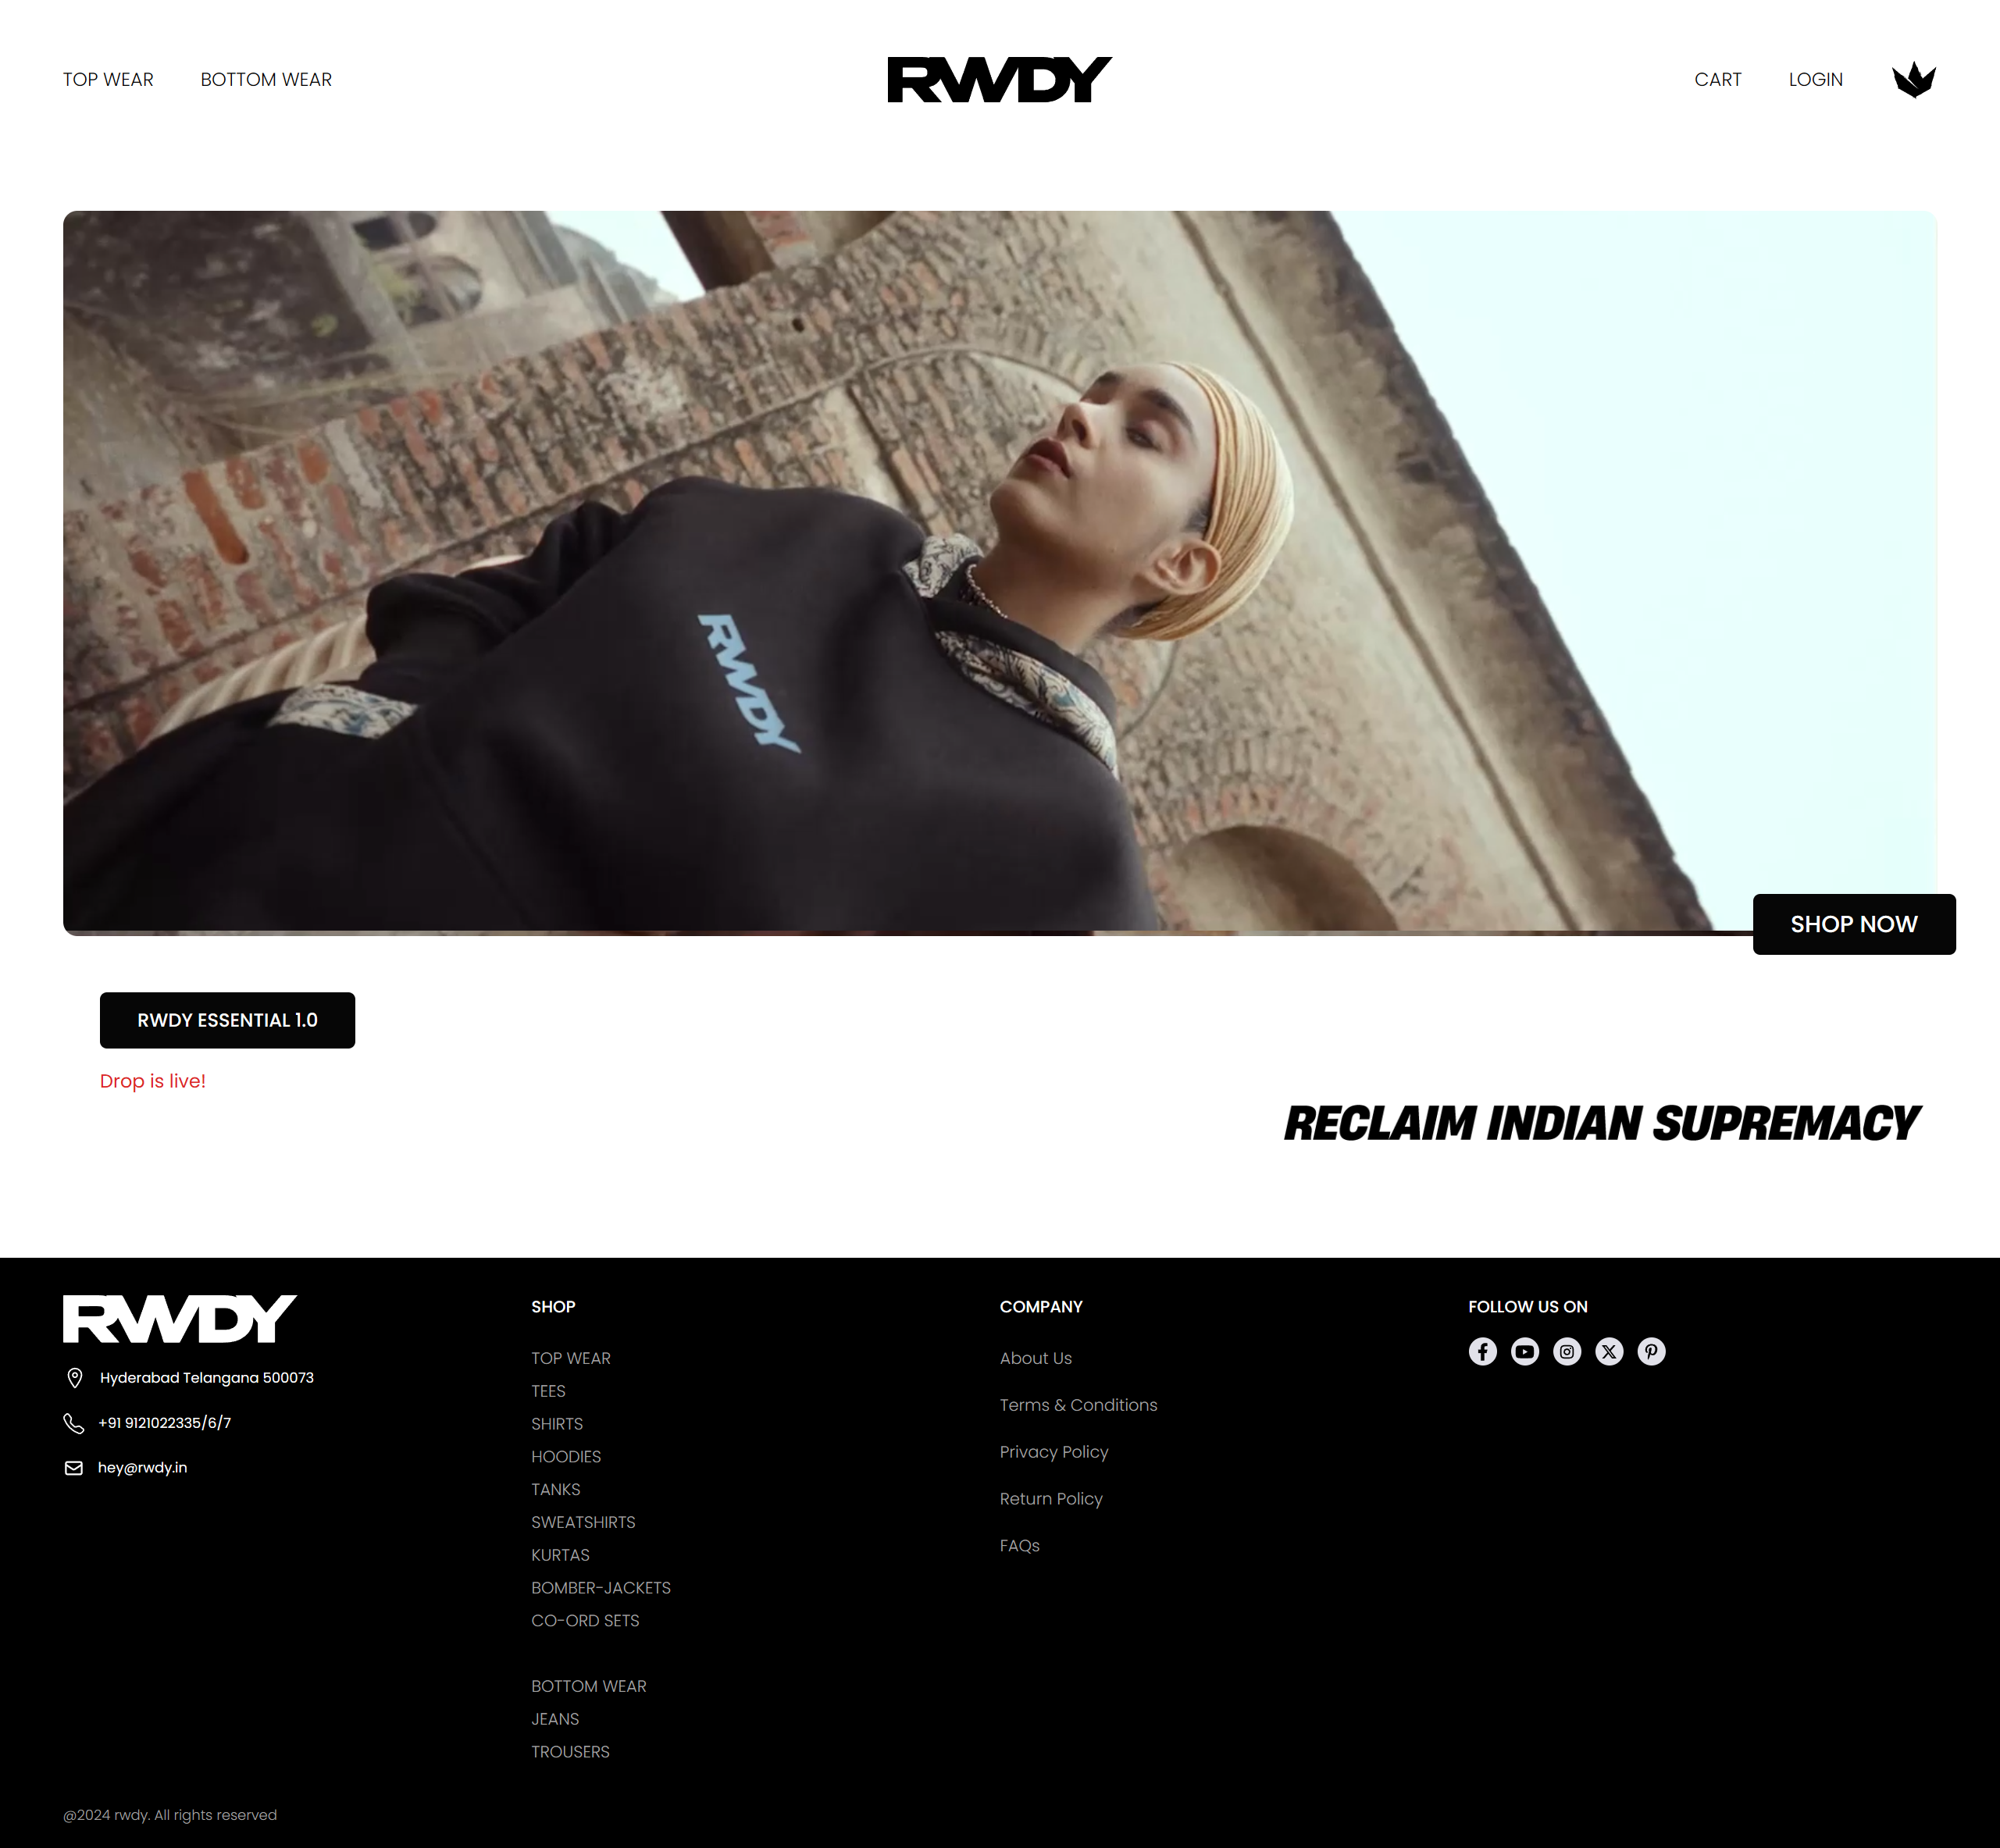 TOP WEAR
BOTTOM WEAR
RWDY
CART
LOGIN
RWDY
SHOP NOW
RWDY ESSENTIAL 1.0
Drop is live!
RECLAIM INDIAN SUPREMACY
RWDY
Hyderabad Telangana 500073
+91 9121022335/6/7
hey@rwdy.in
SHOP
TOP WEAR
TEES
SHIRTS
HOODIES
TANKS
SWEATSHIRTS
KURTAS
BOMBER-JACKETS
CO-ORD SETS
BOTTOM WEAR
JEANS
TROUSERS
COMPANY
About Us
Terms & Conditions
Privacy Policy
Return Policy
FAQs
FOLLOW US ON
@2024 rwdy. All rights reserved